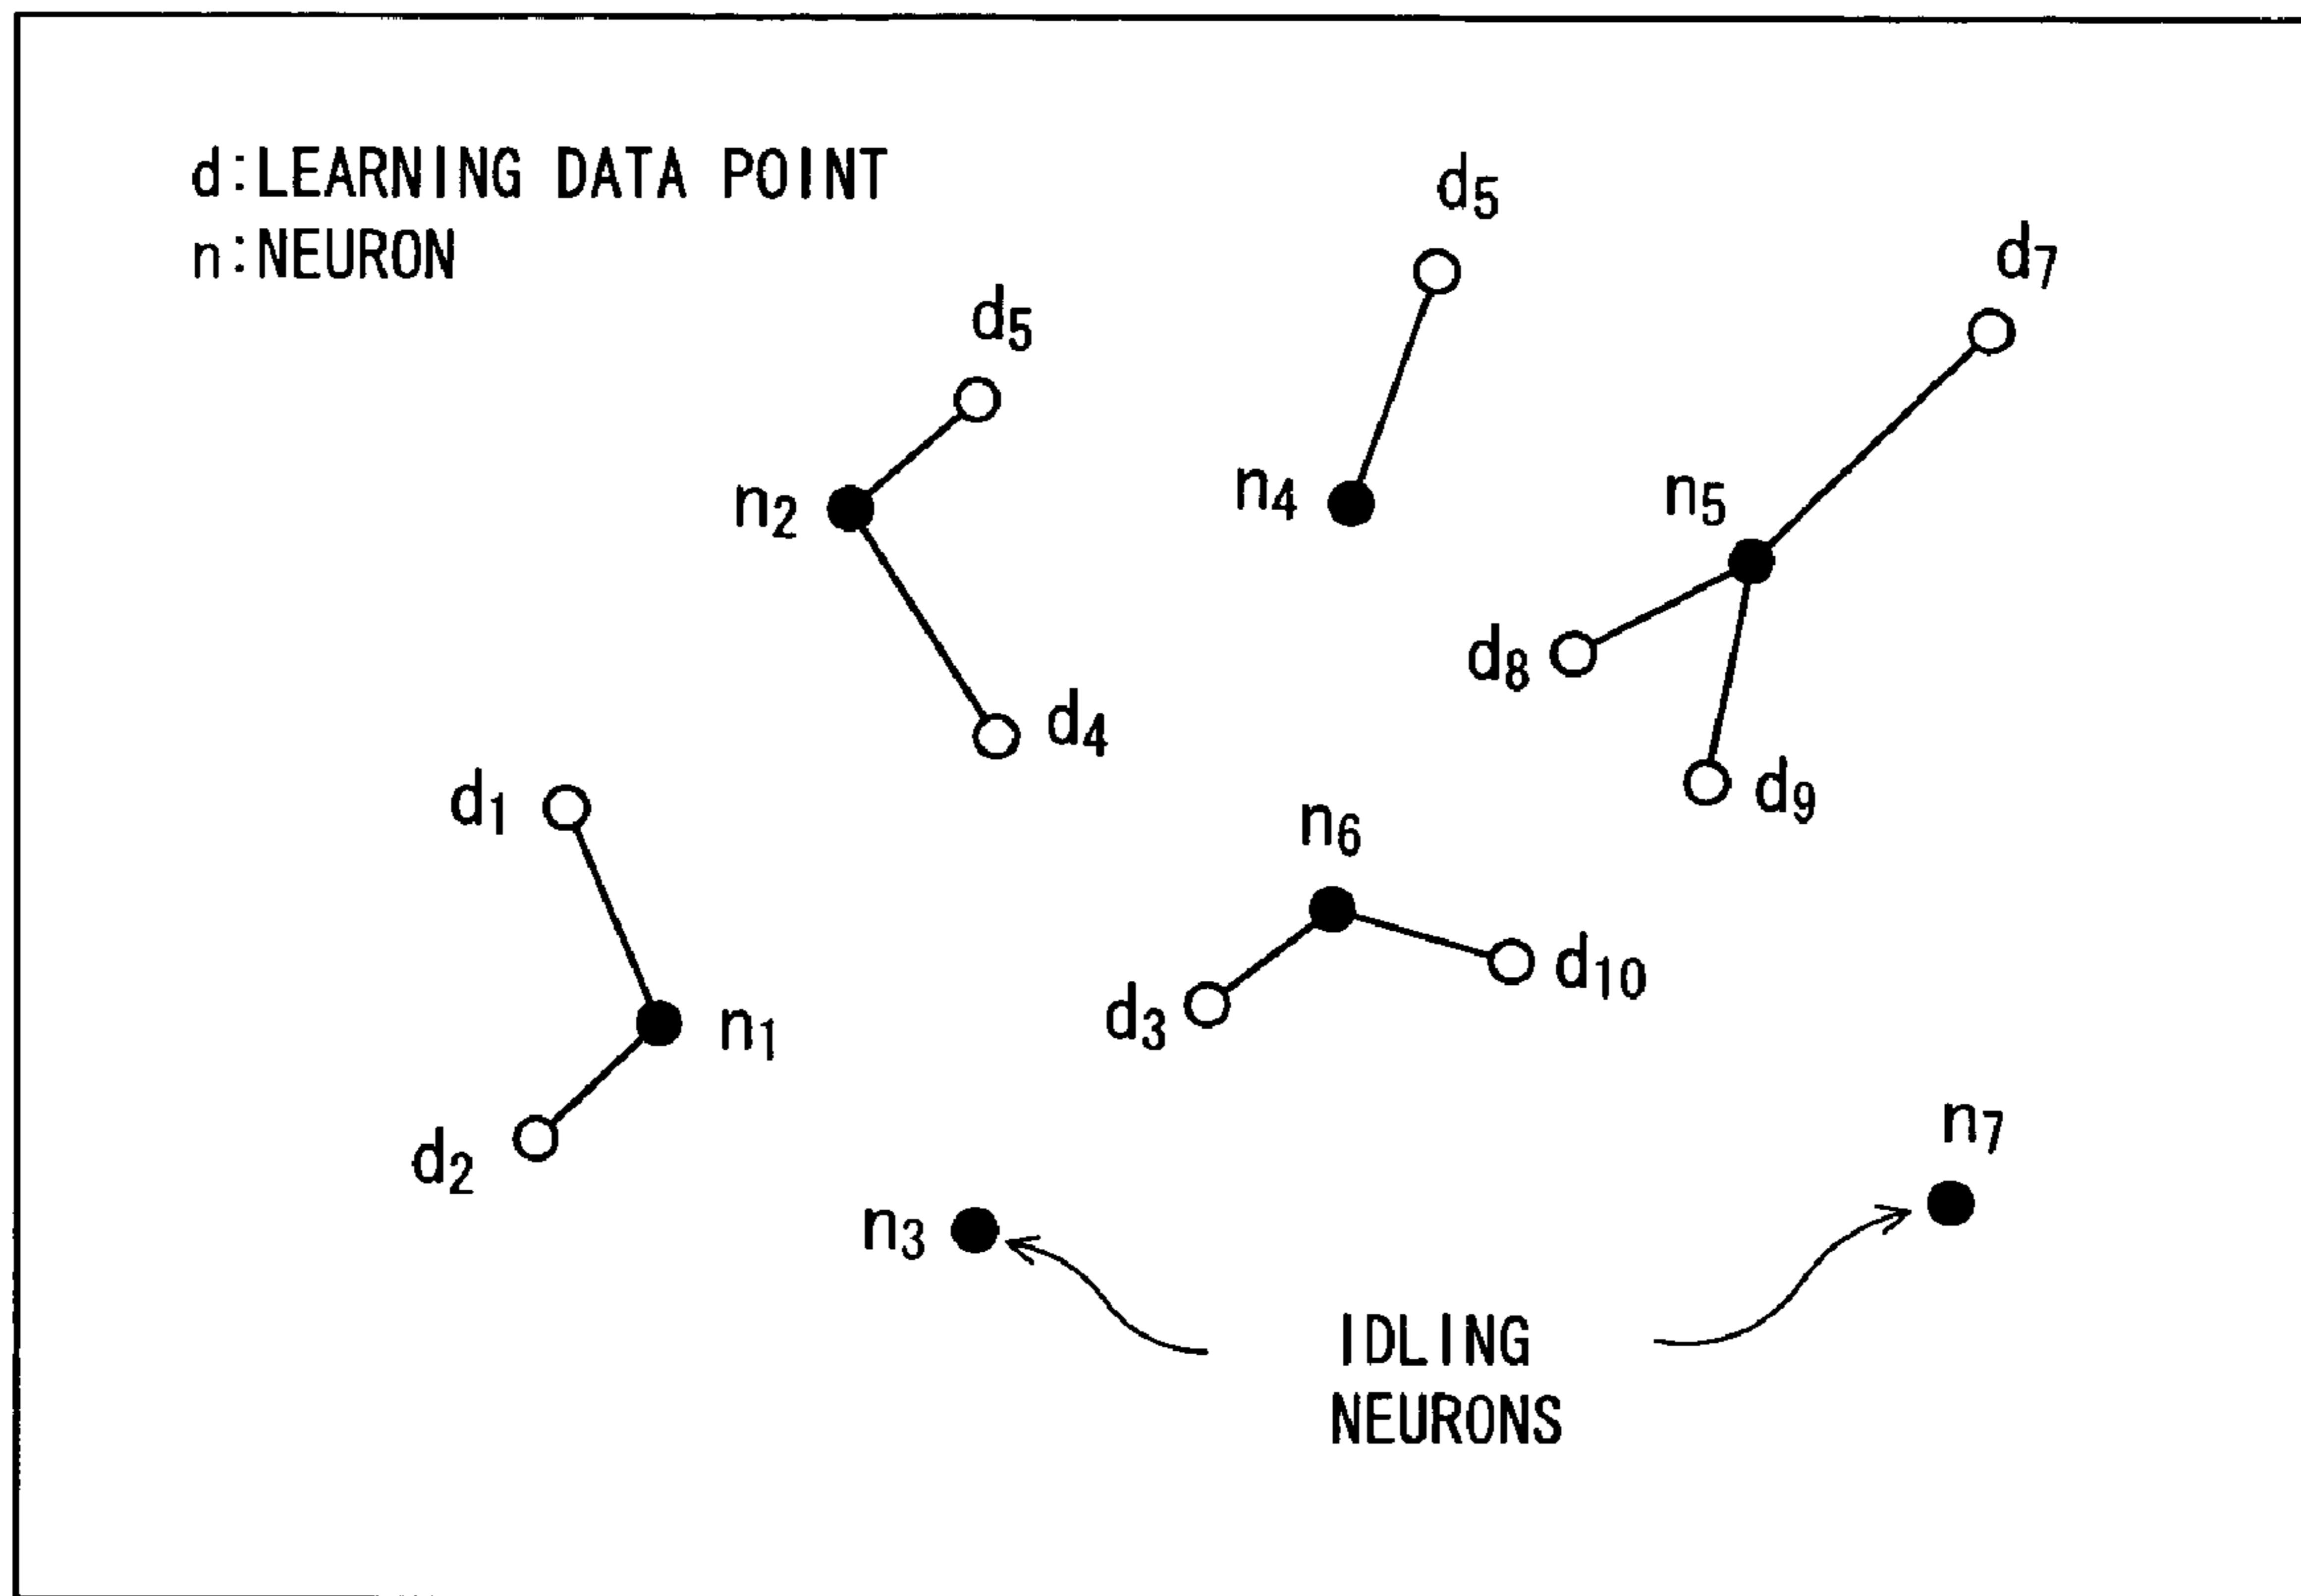 d:LEARNING DATA POINT
n:NEURON
d5
d7
d5
n4
n5
n2
d8
d4
d9
d1
n6
d10
d3
n1
n7
d2
n3
IDLING
NEURONS